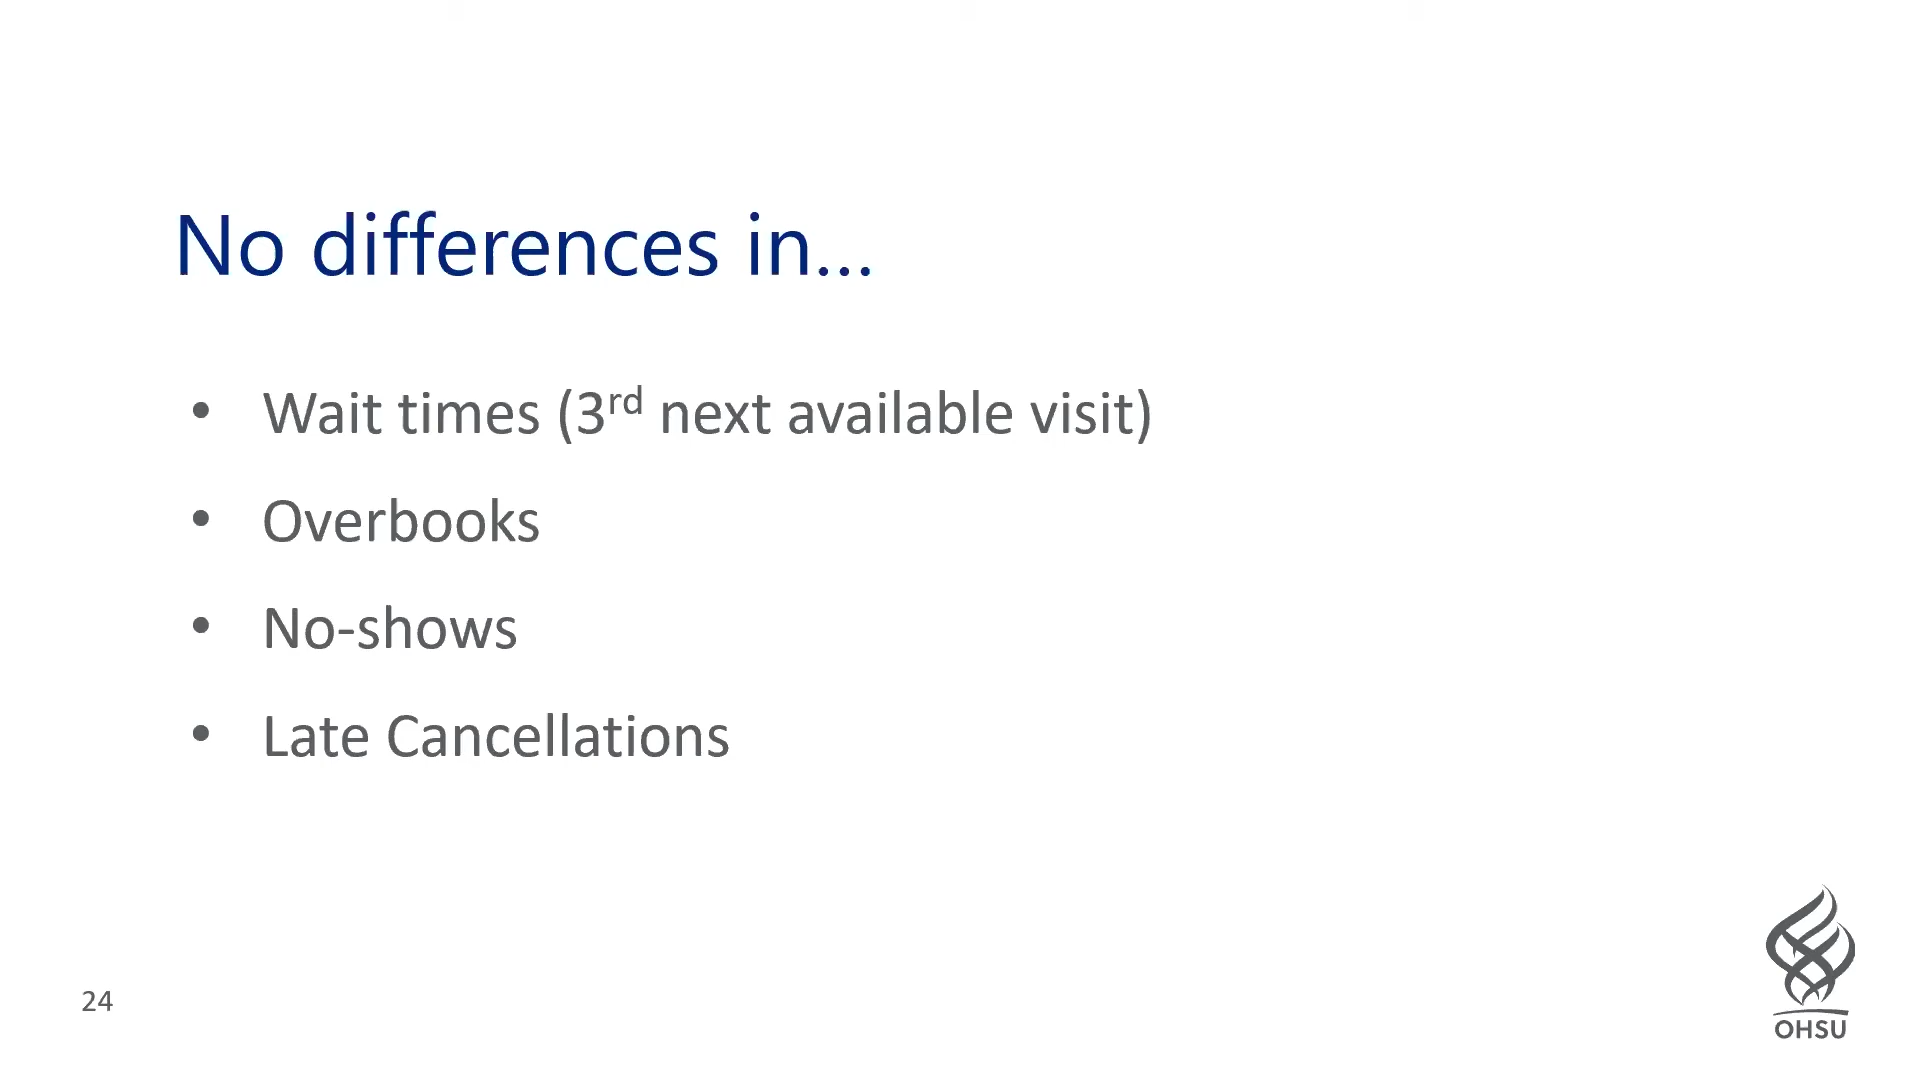 No differences in...
• Wait times (3rd next available visit)
• Overbooks
• No-shows
• Late Cancellations
24
OHSU